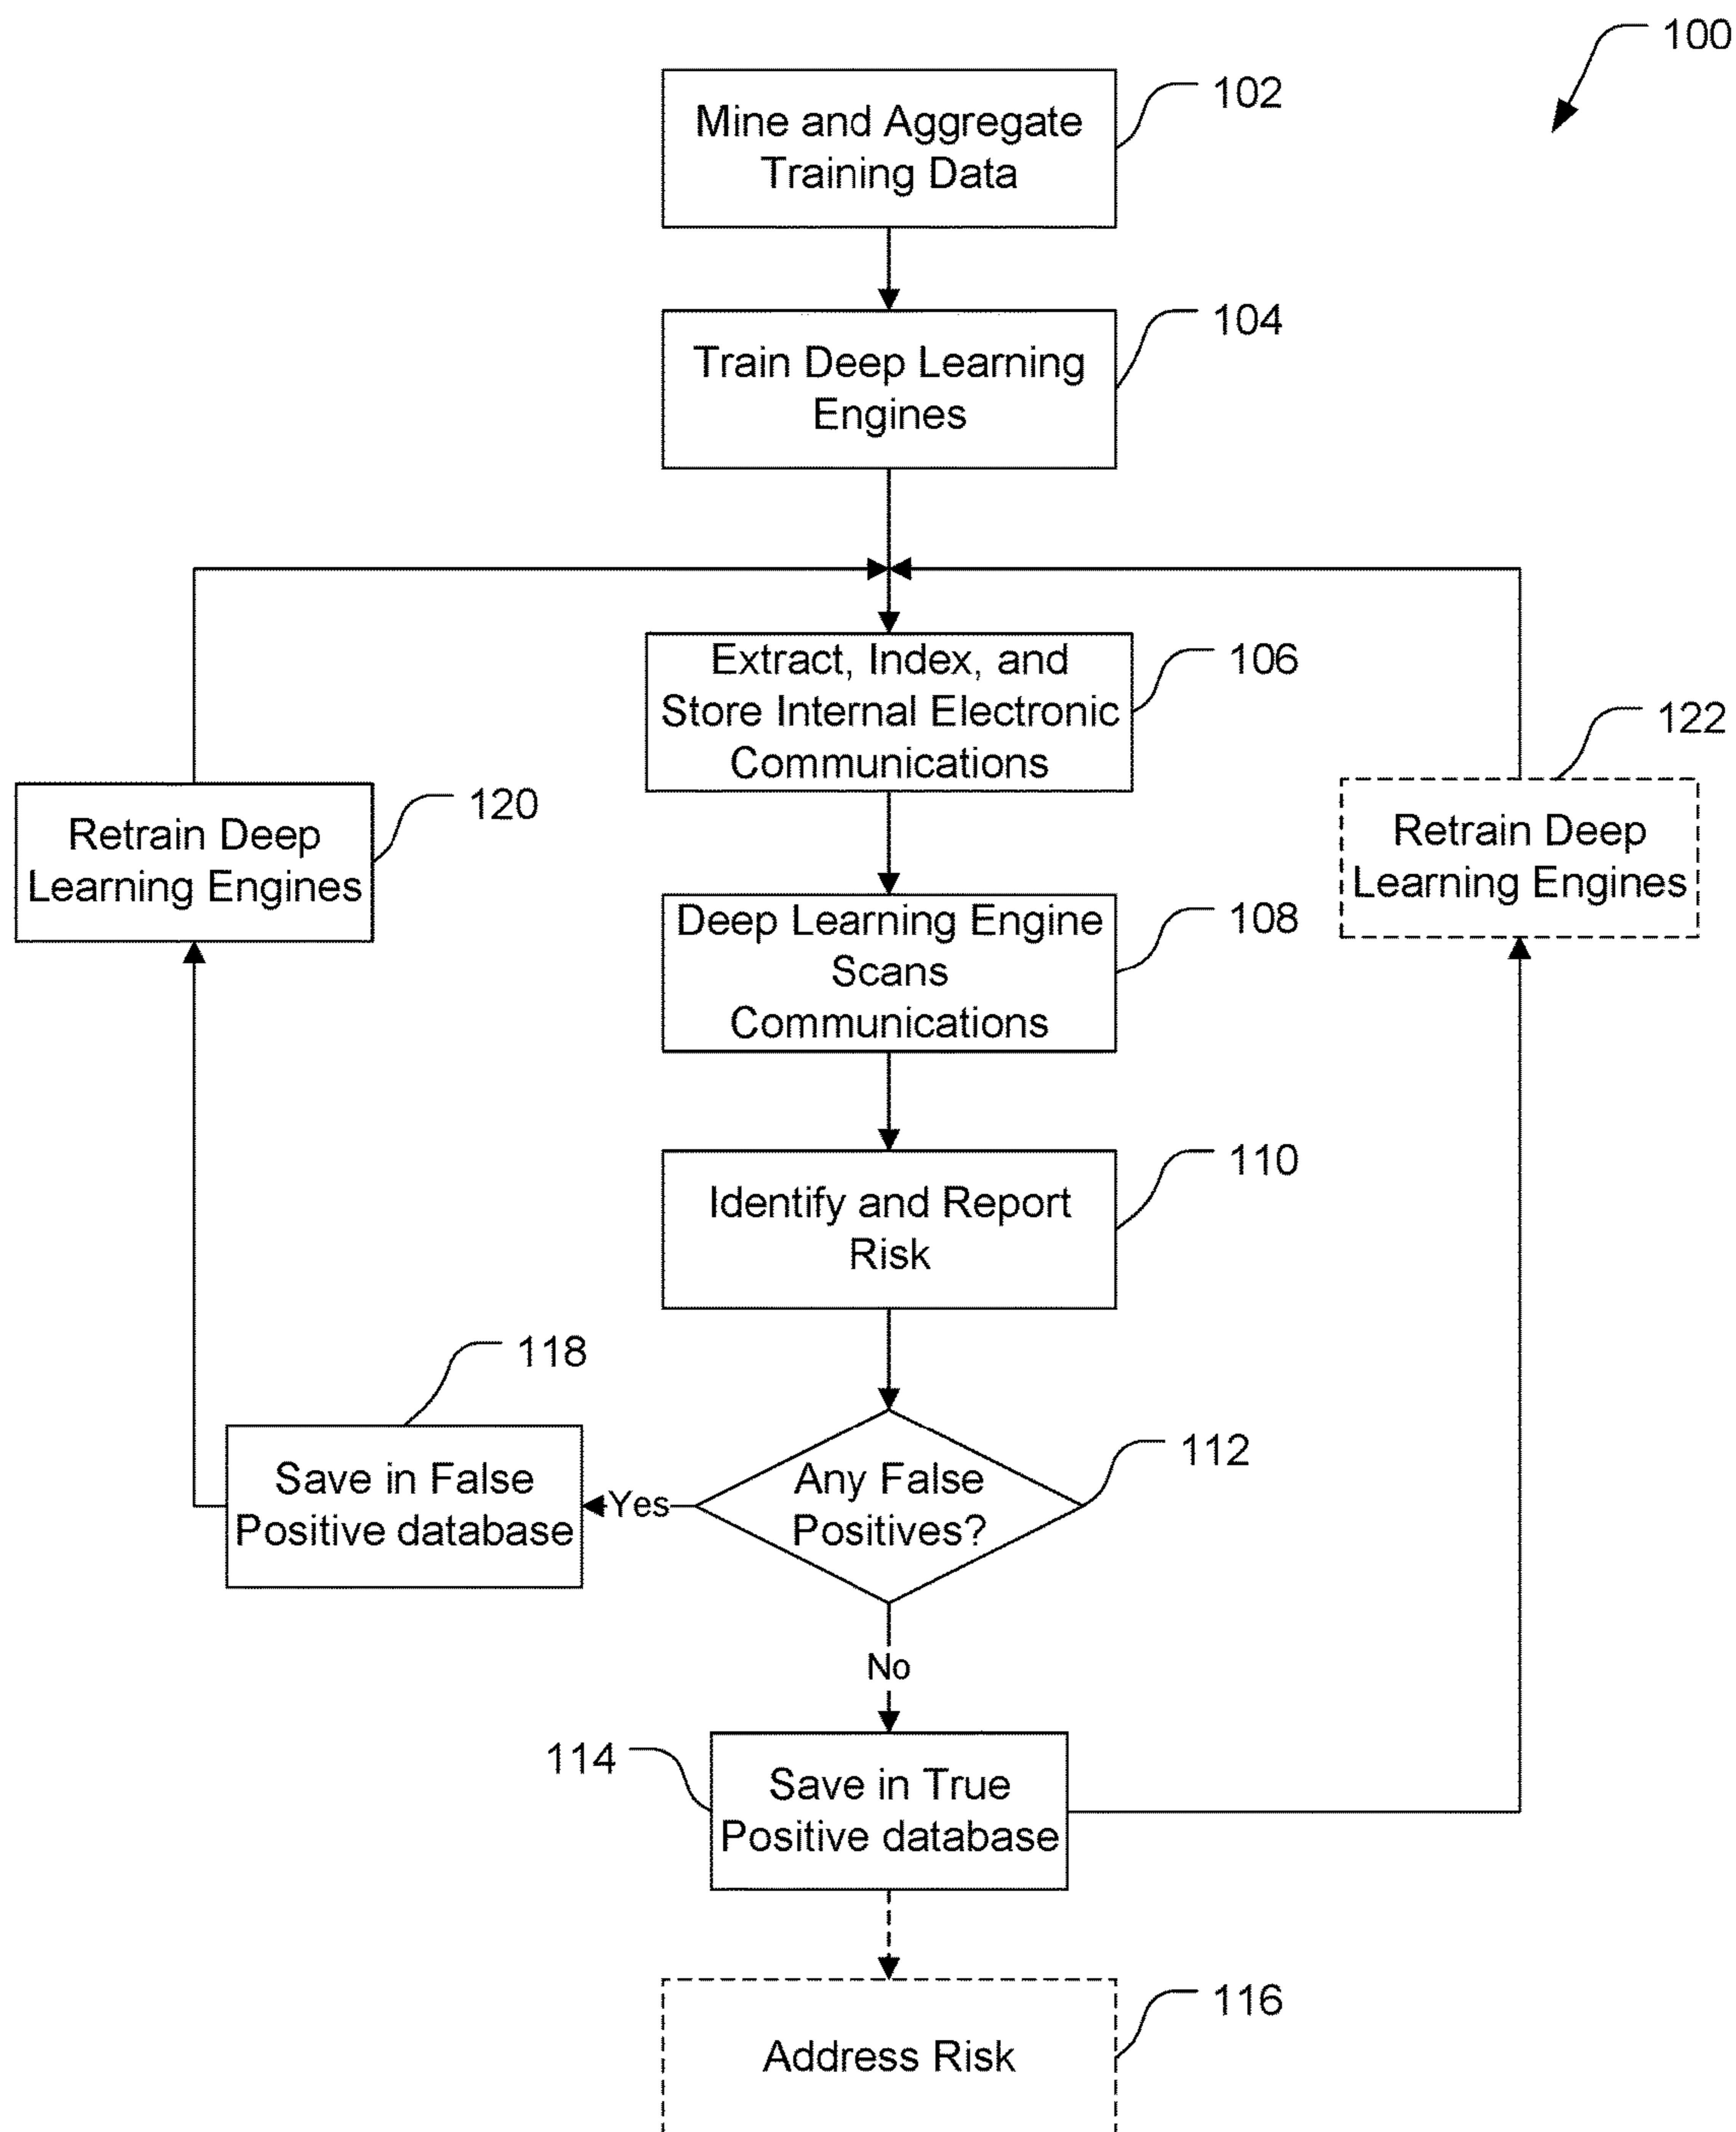 100
102
Mine and Aggregate
Training Data
104
Train Deep Learning
Engines
106
Extract, Index, and
Store Internal Electronic
Communications
122
Retrain Deep
Learning Engines
120
Retrain Deep
Learning Engines
108
Deep Learning Engine
Scans
Communications
110
Identify and Report
Risk
118
Save in False
Positive database
Yes
112
Any False
Positives?
No
114
Save in True
Positive database
116
Address Risk